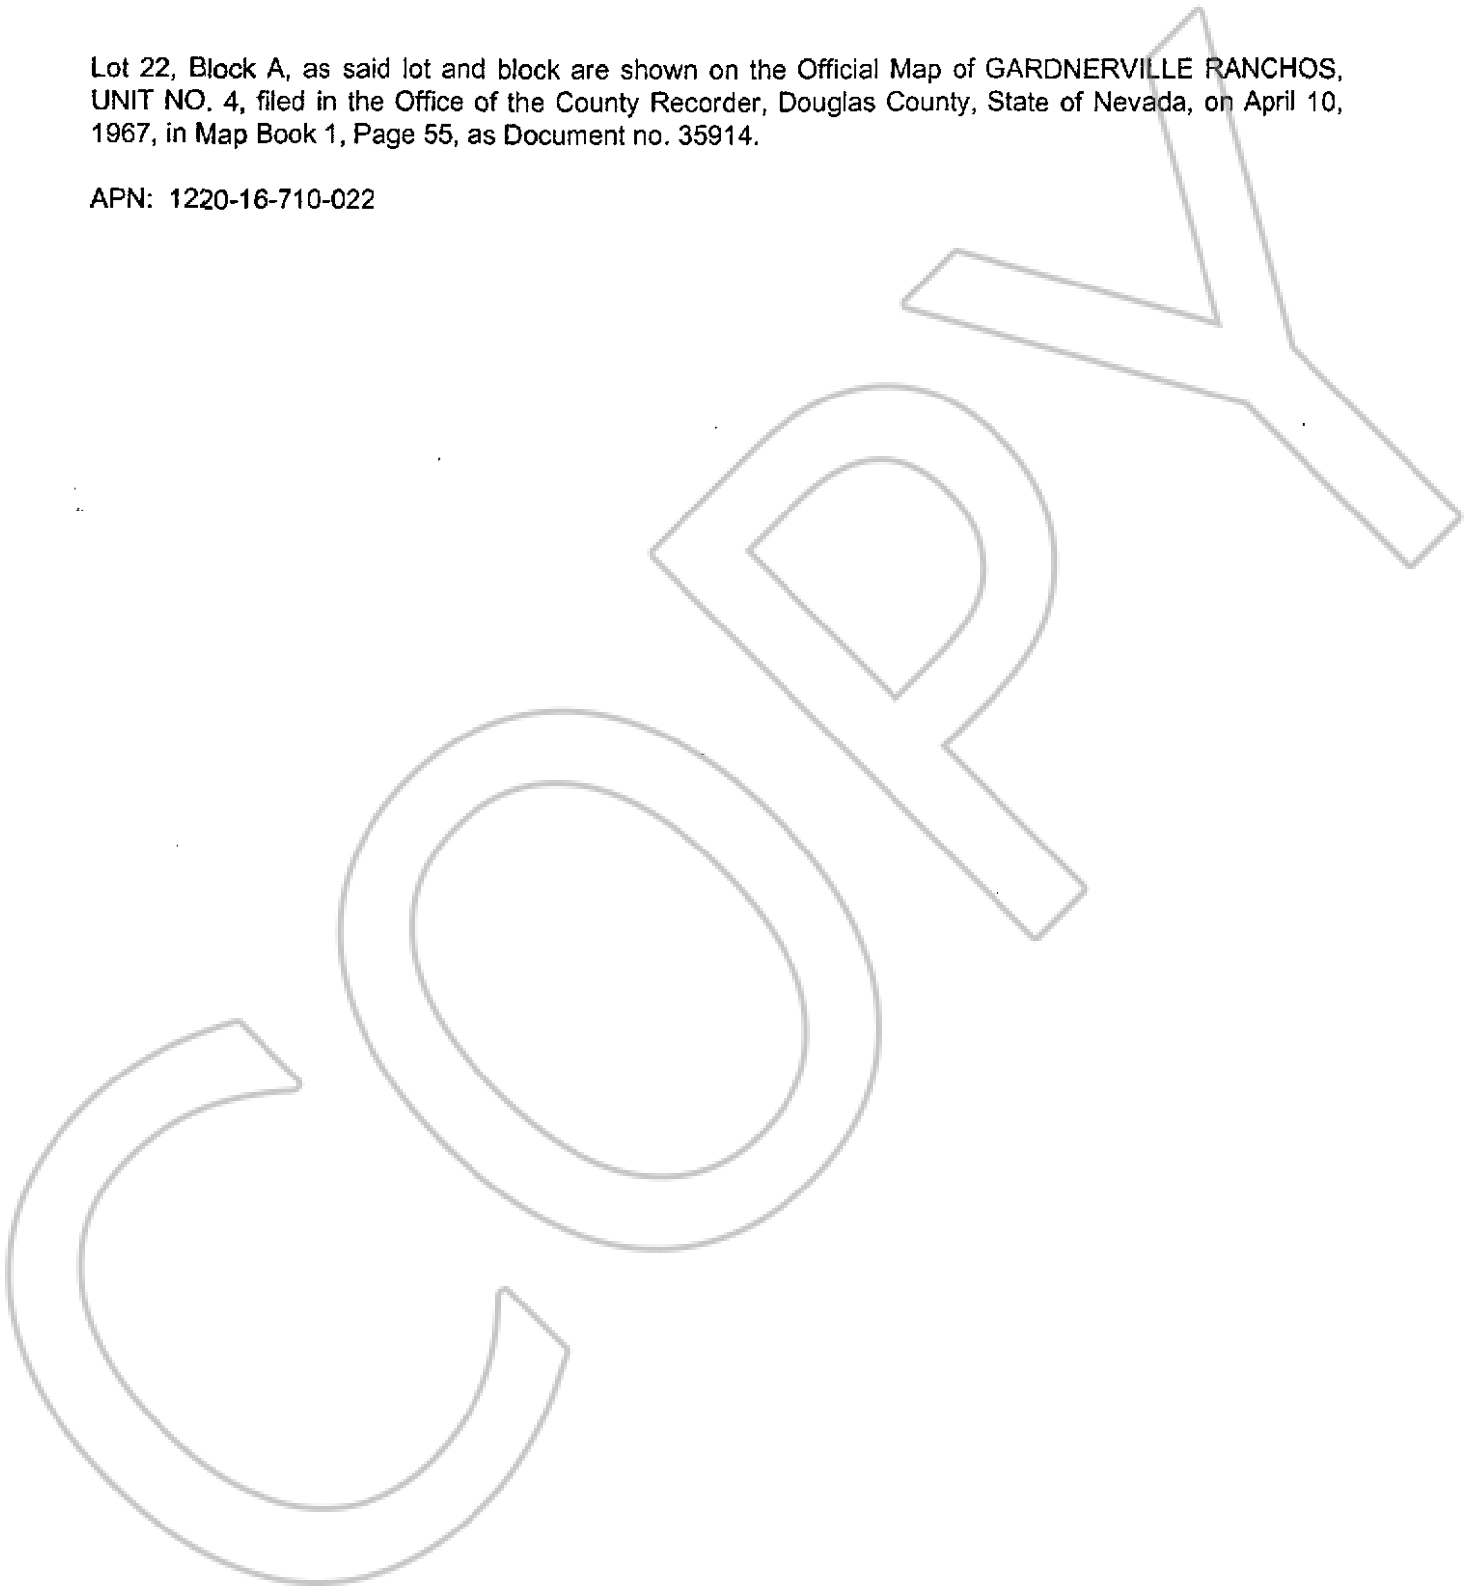 Lot 22, Block A, as said lot and block are shown on the Official Map of GARDNERVILLE RANCHOS,
UNIT NO. 4, filed in the Office of the County Recorder, Douglas County, State of Nevada, on April 10,
1967, in Map Book 1, Page 55, as Document no. 35914.
APN: 1220-16-710-022
COPY